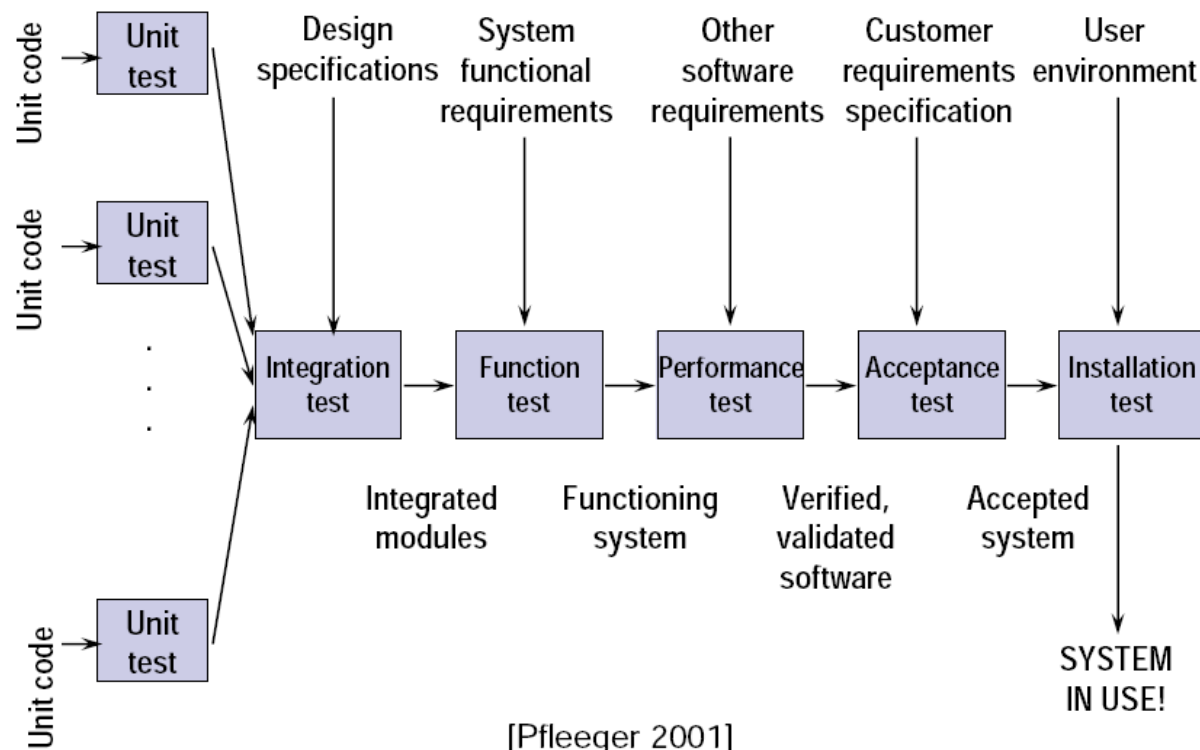 Unit code
Unit
test
Design
specifications
System
functional
requirements
Other
software
requirements
Customer
requirements
specification
User
environment
Unit code
Unit
test
.
.
.
Integration
test
Function
test
Performance
test
Acceptance
test
Installation
test
Integrated
modules
Functioning
system
Verified,
validated
software
Accepted
system
Unit code
Unit
test
SYSTEM
IN USE!
[Pfleeger 2001]